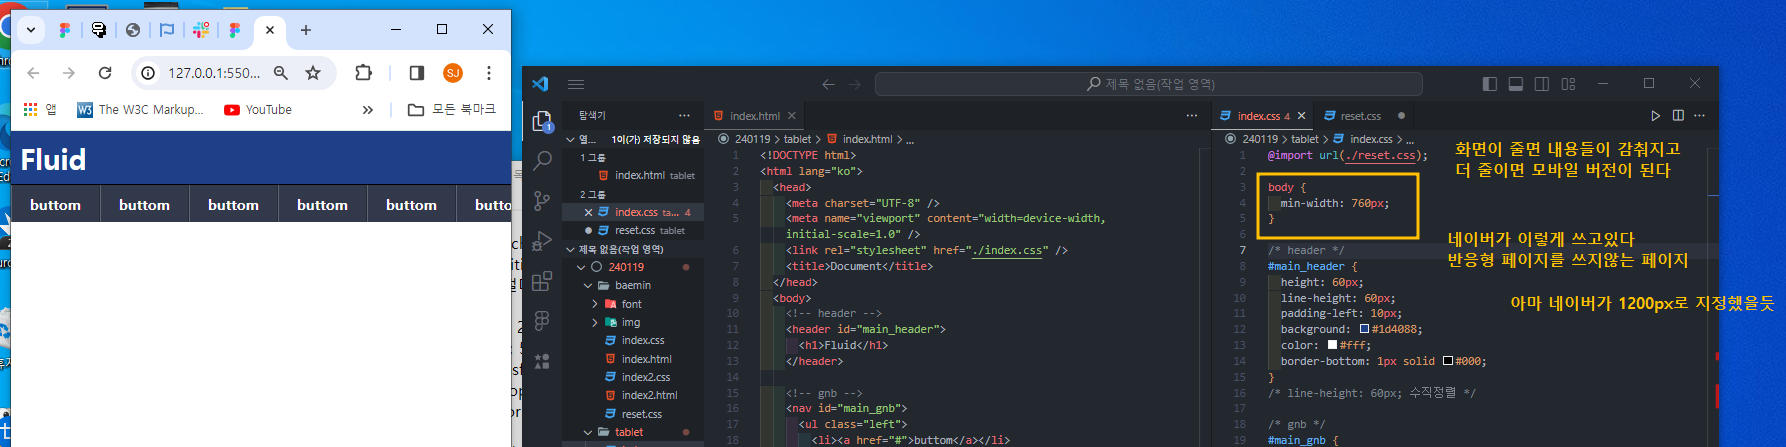 127.0.0.1:550...
SJ
앱
The W3C Markup...
YouTube
모든 북마크
Fluid
buttom
buttom
buttom
buttom
buttom
butto
제목 없음(작업 영역)
탐색기
열... 1이(가) 저장되지 않음
1 그룹
index.html tablet
2 그룹
index.css ta... 4
reset.css tablet
제목 없음(작업 영역)
240119
baemin
font
img
index.css
index.html
index2.css
index2.html
reset.css
tablet
index.html
240119 > tablet > index.html > ...
1 <!DOCTYPE html>
2 <html lang="ko">
3 <head>
4 <meta charset="UTF-8" />
5 <meta name="viewport" content="width=device-width,
initial-scale=1.0" />
6 <link rel="stylesheet" href="./index.css" />
7 <title>Document</title>
8 </head>
9 <body>
10 <!-- header -->
11 <header id="main_header">
12 <h1>Fluid</h1>
13 </header>
14
15 <!-- gnb -->
16 <nav id="main_gnb">
17 <ul class="left">
18 <li><a href="#">buttom</a></li>
index.css 4
reset.css
240119 > tablet > index.css > ...
1 @import url(./reset.css);
2
3 body {
4 min-width: 760px;
5 }
6
7 /* header */
8 #main_header {
9 height: 60px;
10 line-height: 60px;
11 padding-left: 10px;
12 background: #1d4088;
13 color: #fff;
14 border-bottom: 1px solid #000;
15 }
16 /* line-height: 60px; 수직정렬 */
17
18 /* gnb */
19 #main_gnb {
화면이 줄면 내용들이 감춰지고
더 줄이면 모바일 버전이 된다
네이버가 이렇게 쓰고있다
반응형 페이지를 쓰지않는 페이지
아마 네이버가 1200px로 지정했을듯